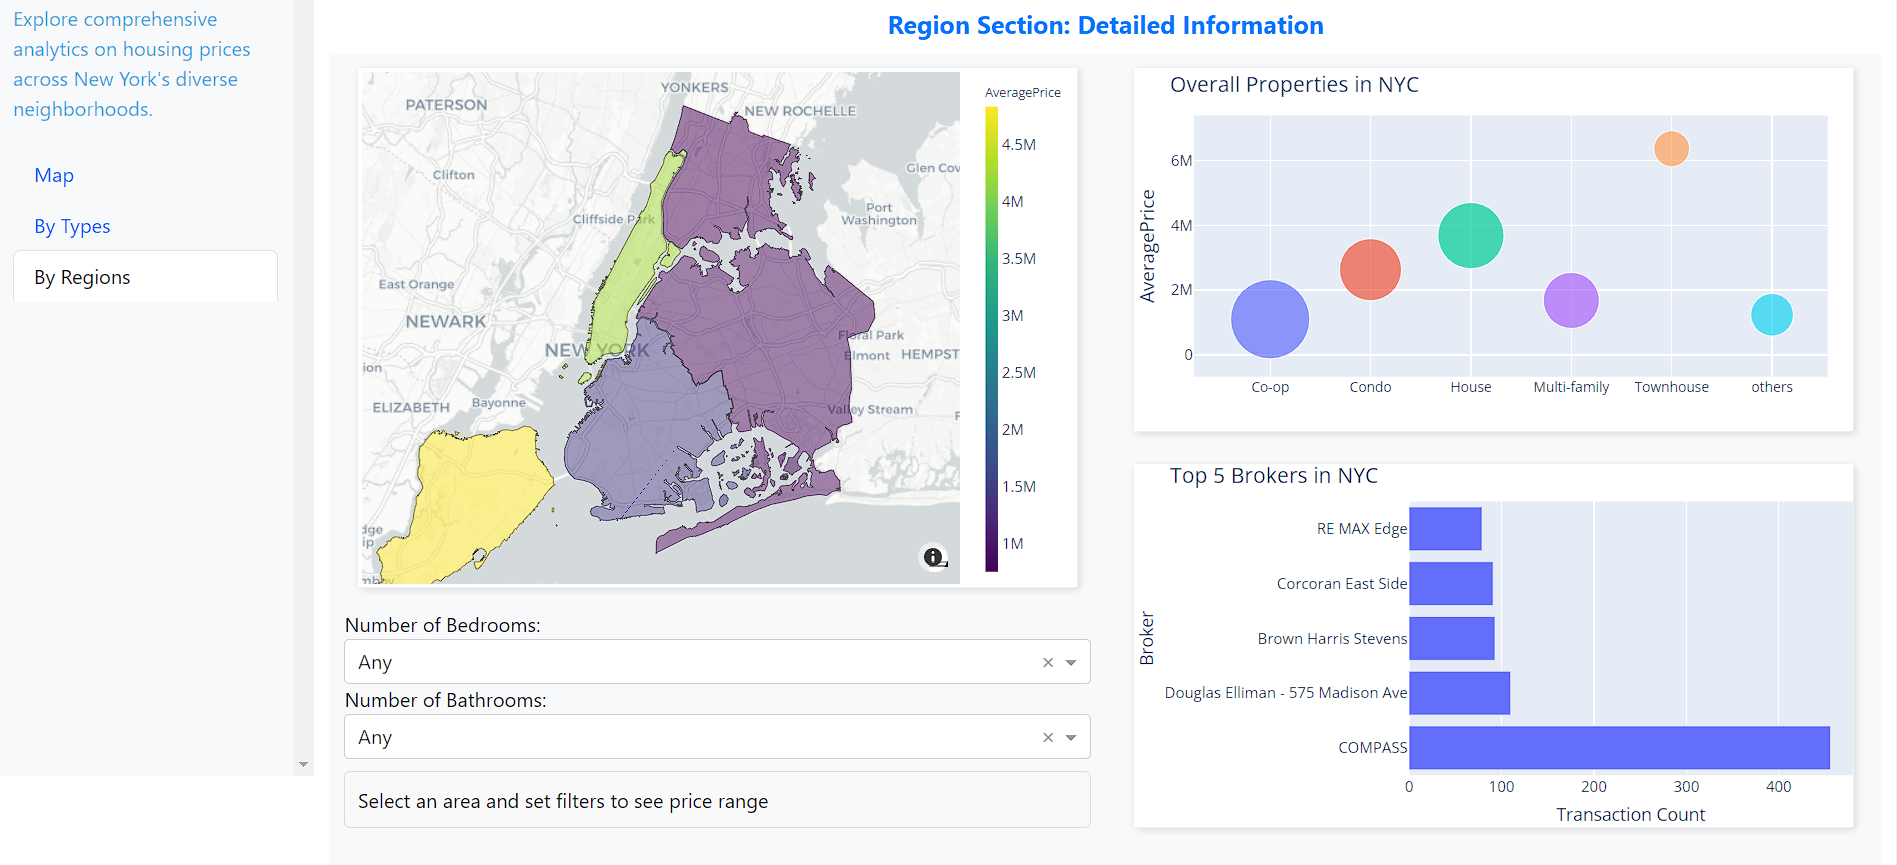 Explore comprehensive
analytics on housing prices
across New York's diverse
neighborhoods.
Map
By Types
By Regions
Region Section: Detailed Information
YONKERS
PATERSON
NEW ROCHELLE
Glen Cov
Clifton
Port
Washington
Cliffside Park
East Orange
NEWARK
Floral Park
NEW YORK
Elmont
HEMPST
ion
ELIZABETH
Bayonne
Valley Stream
F
dge
ip
mboy
AveragePrice
4.5M
4M
3.5M
3M
2.5M
2M
1.5M
1M
Number of Bedrooms:
Any
×
Number of Bathrooms:
Any
×
Select an area and set filters to see price range
Overall Properties in NYC
AveragePrice
6M
4M
2M
0
Co-op
Condo
House
Multi-family
Townhouse
others
Top 5 Brokers in NYC
Broker
RE MAX Edge
Corcoran East Side
Brown Harris Stevens
Douglas Elliman - 575 Madison Ave
COMPASS
0
100
200
300
400
Transaction Count